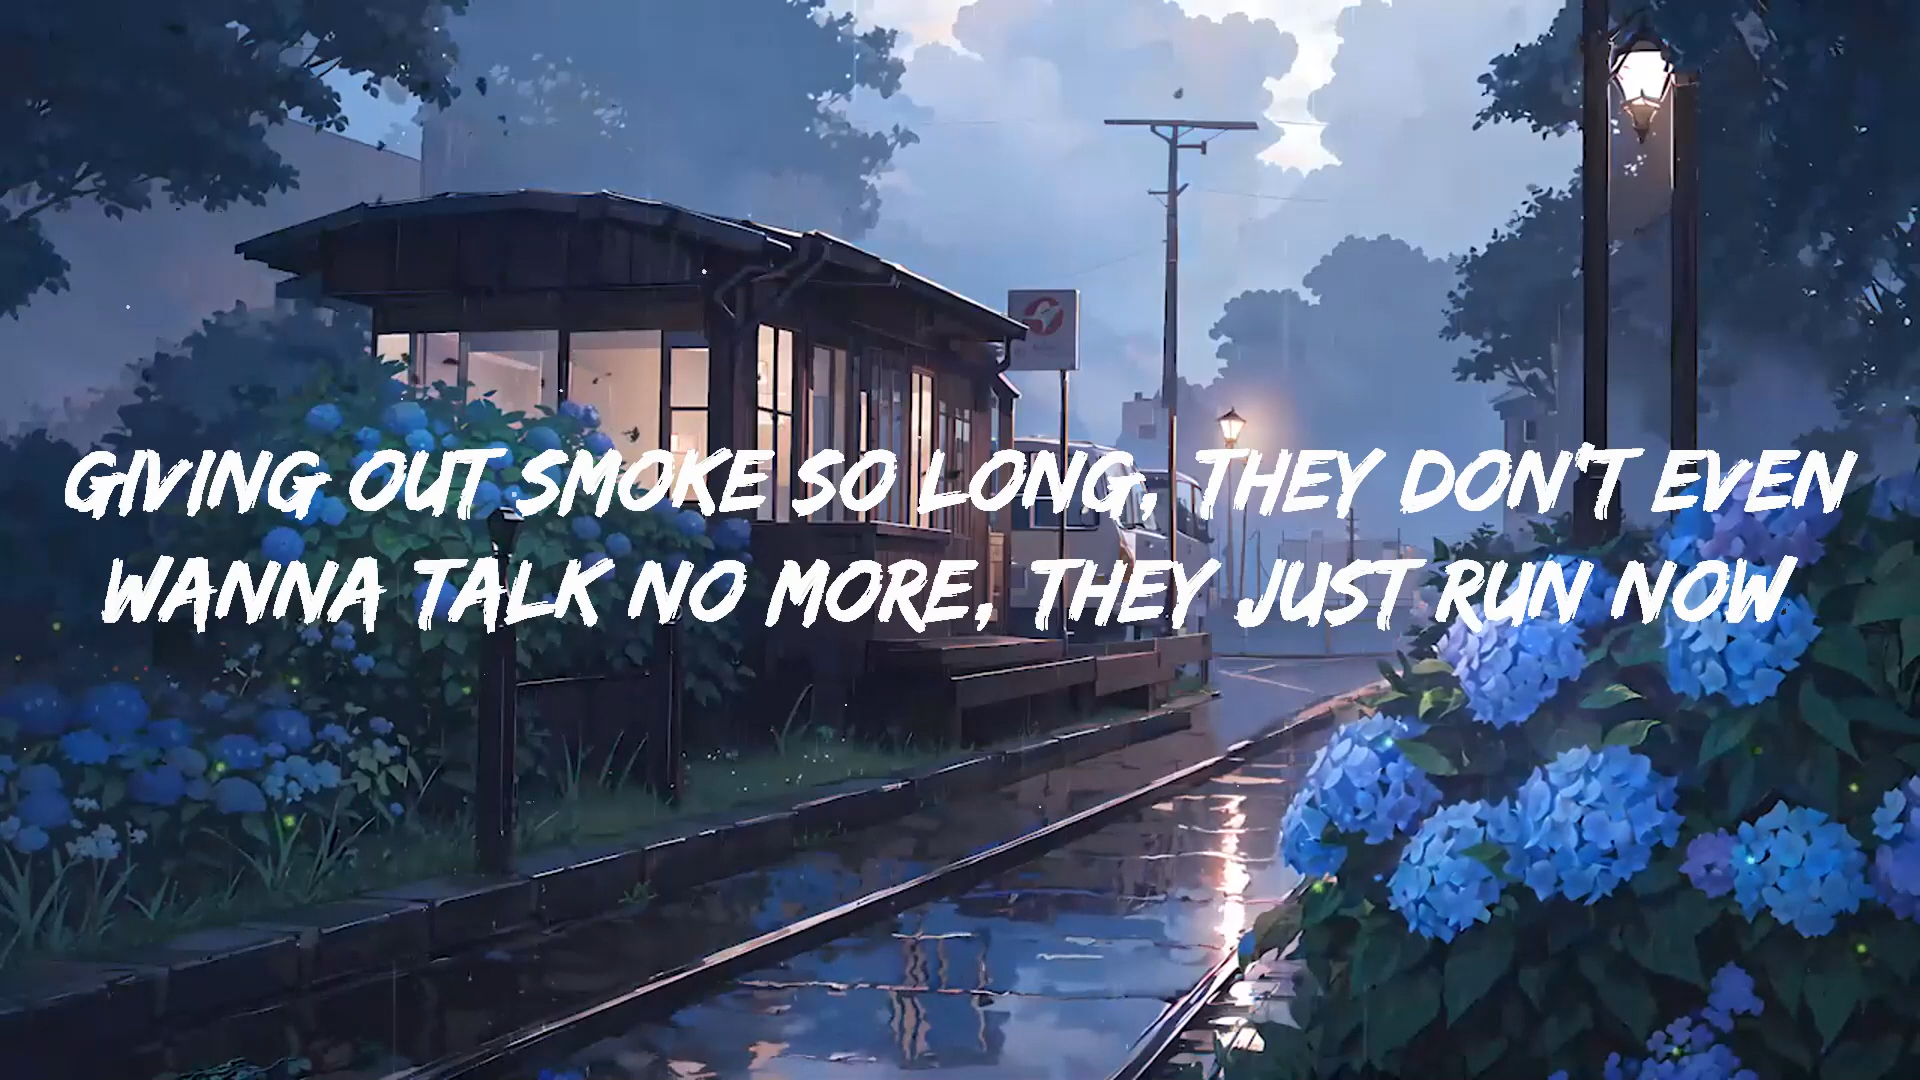 GIVING OUT SMOKE SO LONG, THEY DON'T EVEN
WANNA TALK NO MORE, THEY JUST RUN NOW